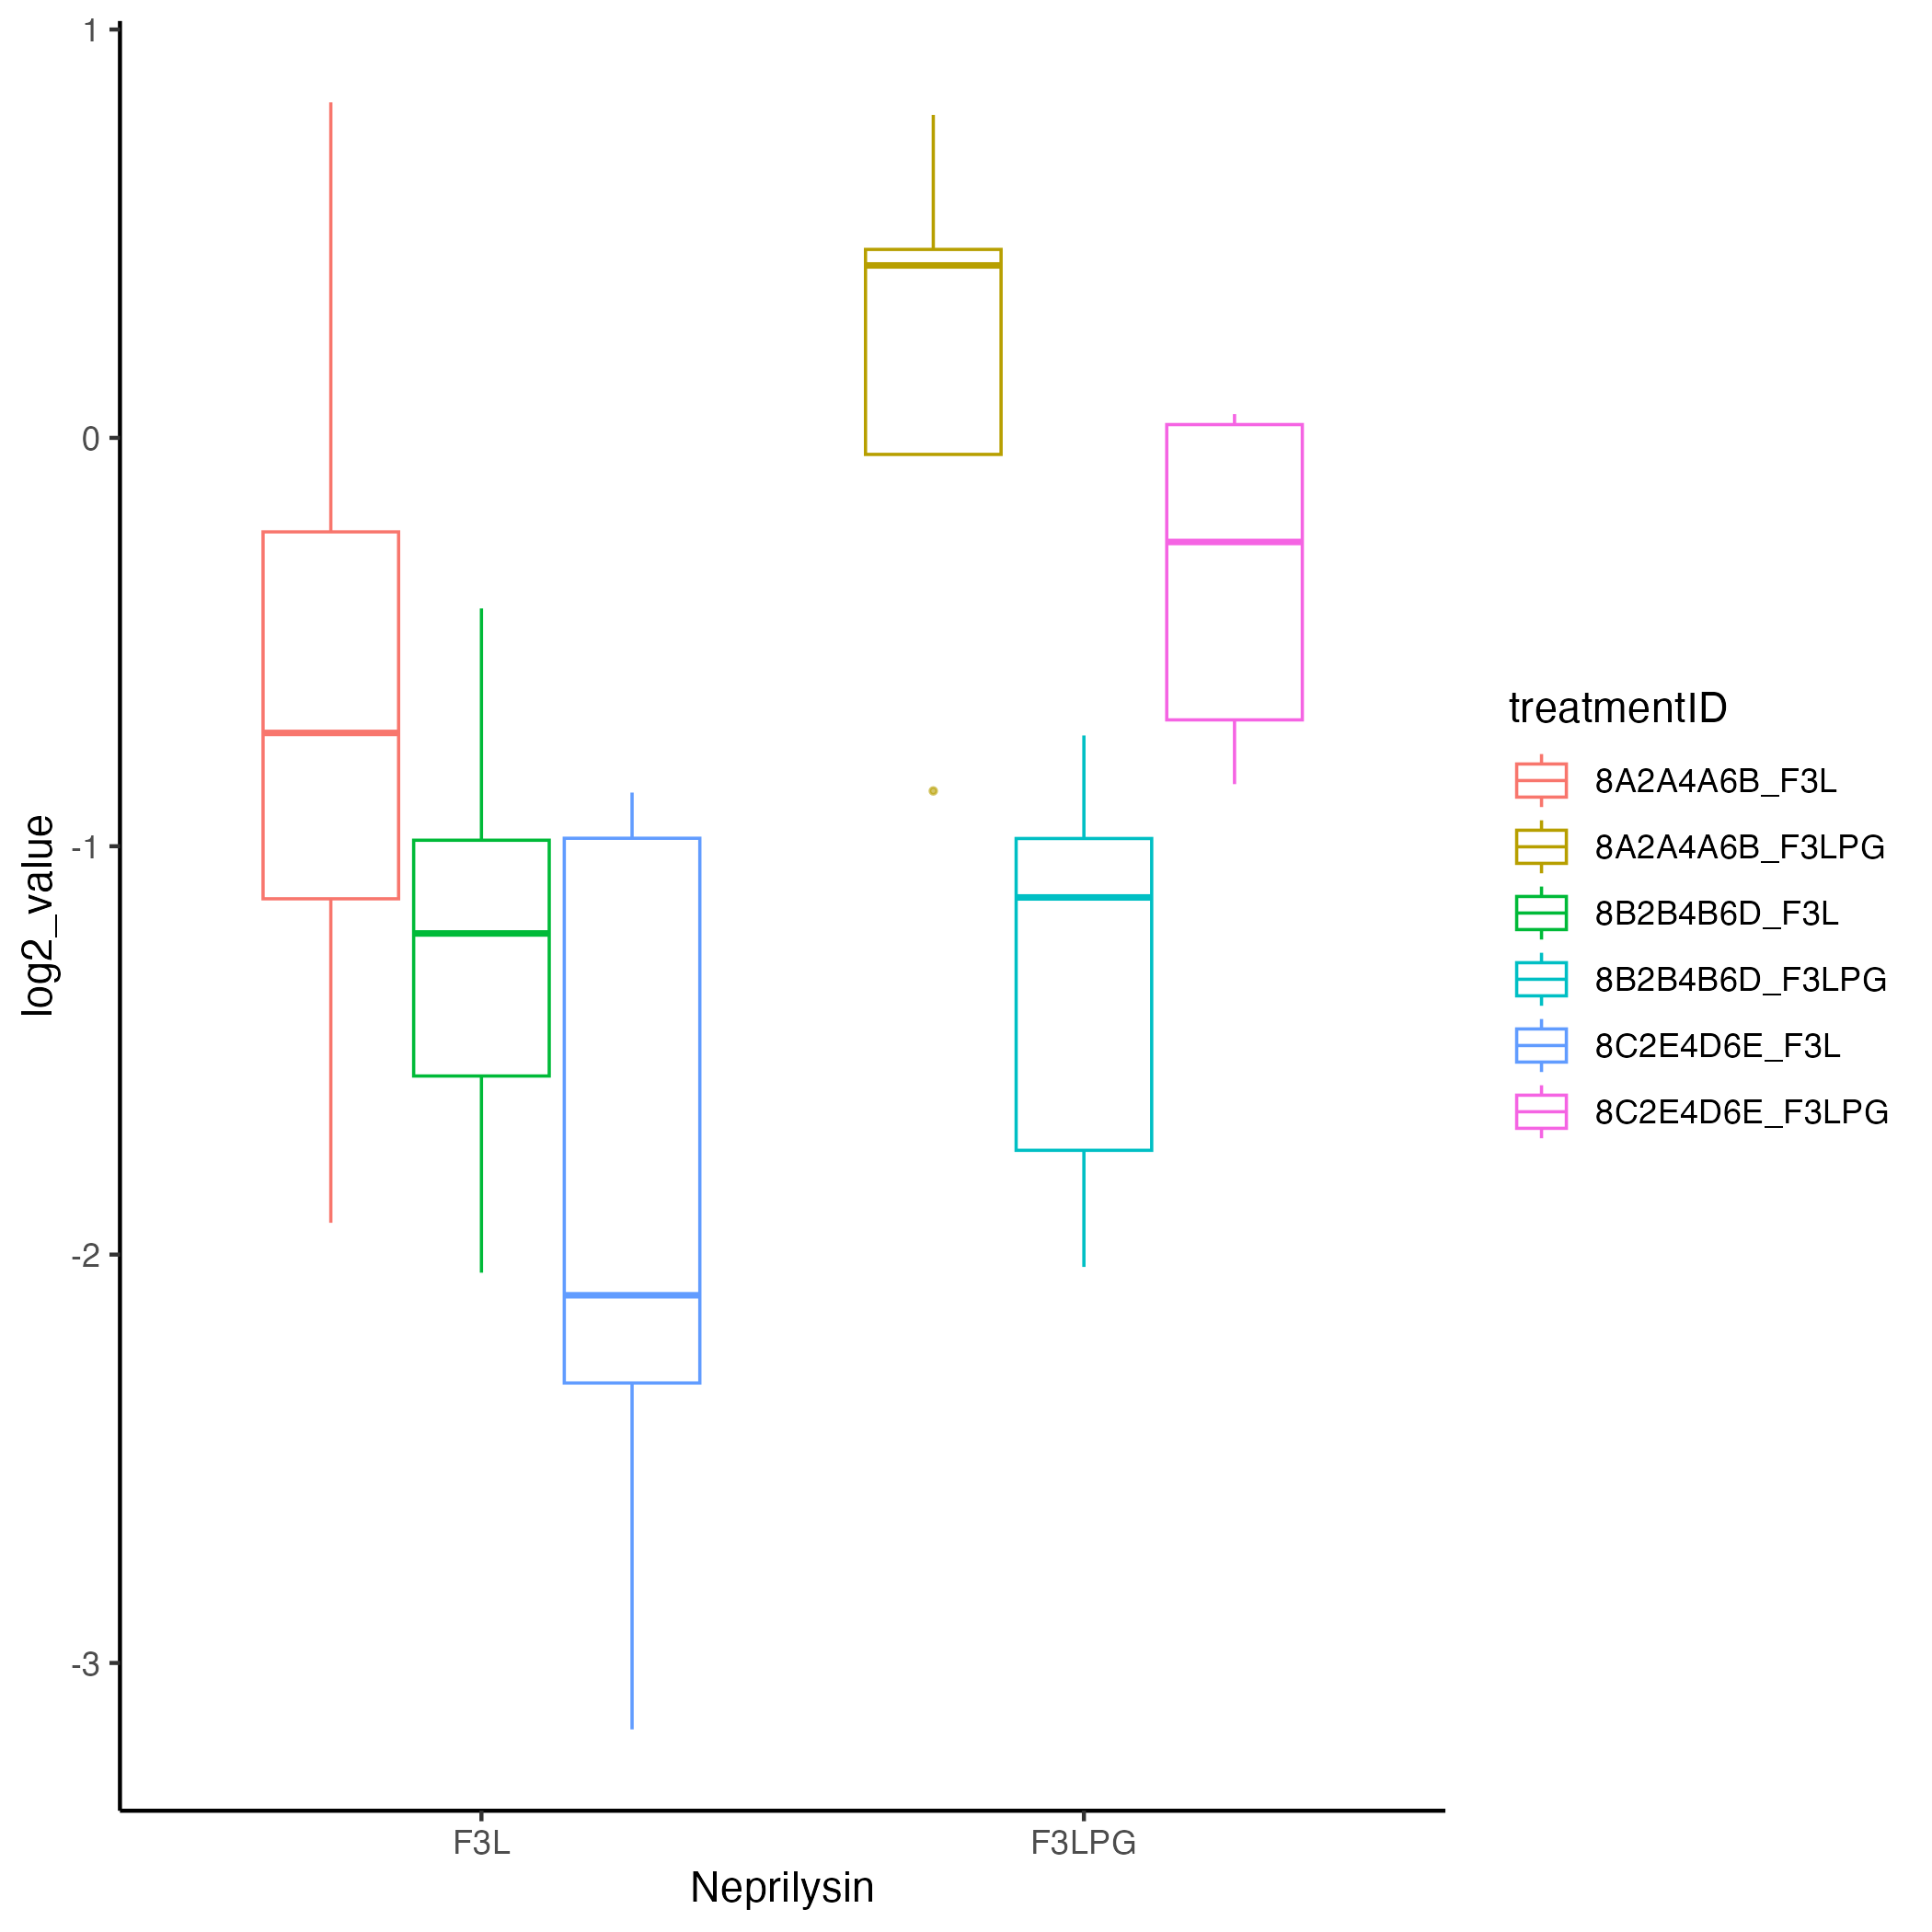 1
0
-1
-2
-3
log2_value
F3L
F3LPG
Neprilysin
treatmentID
8A2A4A6B_F3L
8A2A4A6B_F3LPG
8B2B4B6D_F3L
8B2B4B6D_F3LPG
8C2E4D6E_F3L
8C2E4D6E_F3LPG